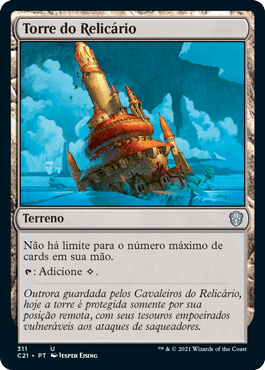 Torre do Relicário
Terreno
Não há limite para o número máximo de
cards em sua mão.
: Adicione .
Outrora guardada pelos Cavaleiros do Relicário,
hoje a torre é protegida somente por sua
posição remota, com seus tesouros empoeirados
vulneráveis aos ataques de saqueadores.
311 U
C21 • PT Jesper Ejsing
™ & © 2021 Wizards of the Coast